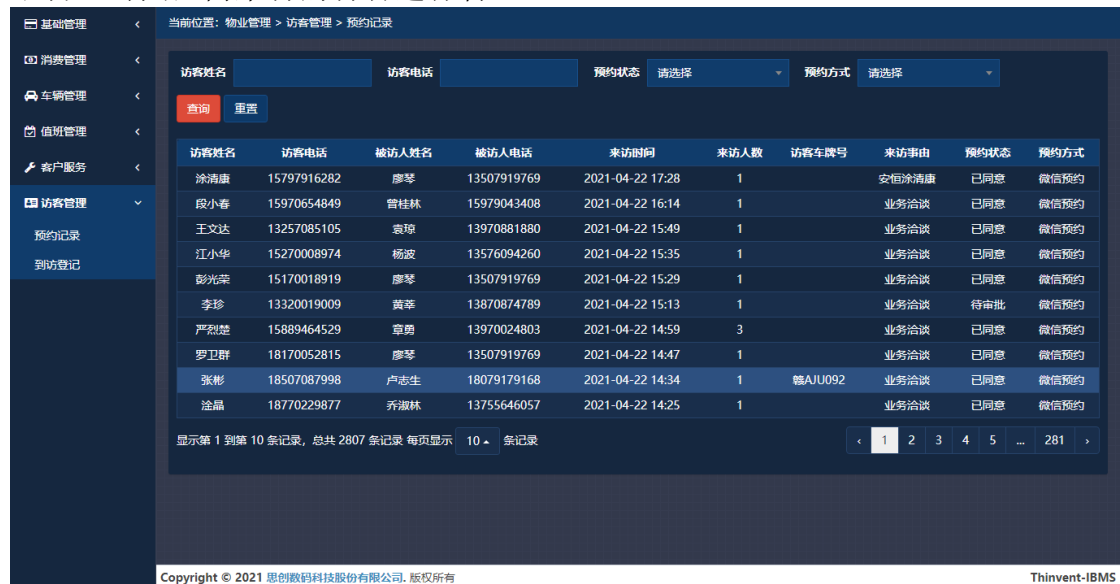 当前位置：物业管理 > 访客管理 > 预约记录
基础管理
消费管理
车辆管理
值班管理
客户服务
访客管理
预约记录
到访登记
访客姓名 访客电话 预约状态 请选择 预约方式 请选择
查询 重置
访客姓名 访客电话 被访人姓名 被访人电话 来访时间 来访人数 访客车牌号 来访事由 预约状态 预约方式
涂清康 15797916282 廖琴 13507919769 2021-04-22 17:28 1 安恒涂清康 已同意 微信预约
段小春 15970654849 曾桂林 15979043408 2021-04-22 16:14 1 业务洽谈 已同意 微信预约
王文达 13257085105 袁琼 13970881880 2021-04-22 15:49 1 业务洽谈 已同意 微信预约
江小华 15270008974 杨波 13576094260 2021-04-22 15:35 1 业务洽谈 已同意 微信预约
彭光荣 15170018919 廖琴 13507919769 2021-04-22 15:29 1 业务洽谈 已同意 微信预约
李珍 13320019009 黄莘 13870874789 2021-04-22 15:13 1 业务洽谈 待审批 微信预约
严烈楚 15889464529 章勇 13970024803 2021-04-22 14:59 3 业务洽谈 已同意 微信预约
罗卫群 18170052815 廖琴 13507919769 2021-04-22 14:47 1 业务洽谈 已同意 微信预约
张彬 18507087998 卢志生 18079179168 2021-04-22 14:34 1 赣AJU092 业务洽谈 已同意 微信预约
涂晶 18770229877 乔淑林 13755646057 2021-04-22 14:25 1 业务洽谈 已同意 微信预约
显示第 1 到第 10 条记录，总共 2807 条记录 每页显示 10 条记录 ‹ 1 2 3 4 5 ... 281 ›
Copyright © 2021 思创数码科技股份有限公司. 版权所有 Thinvent-IBMS